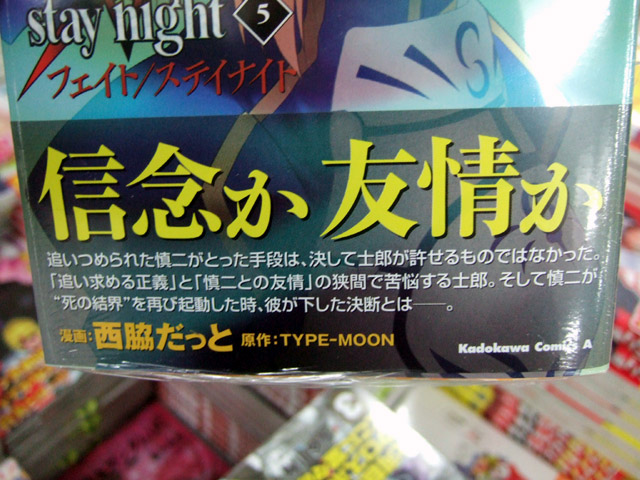 stay night 5
フェイト/ステイナイト
信念か 友情か
追いつめられた慎二がとった手段は、決して士郎が許せるものではなかった。
「追い求める正義」と「慎二との友情」の狭間で苦悩する士郎。そして慎二が
“死の結界”を再び起動した時、彼が下した決断とは――。
漫画:西脇だっと 原作:TYPE-MOON
Kadokawa Comics A